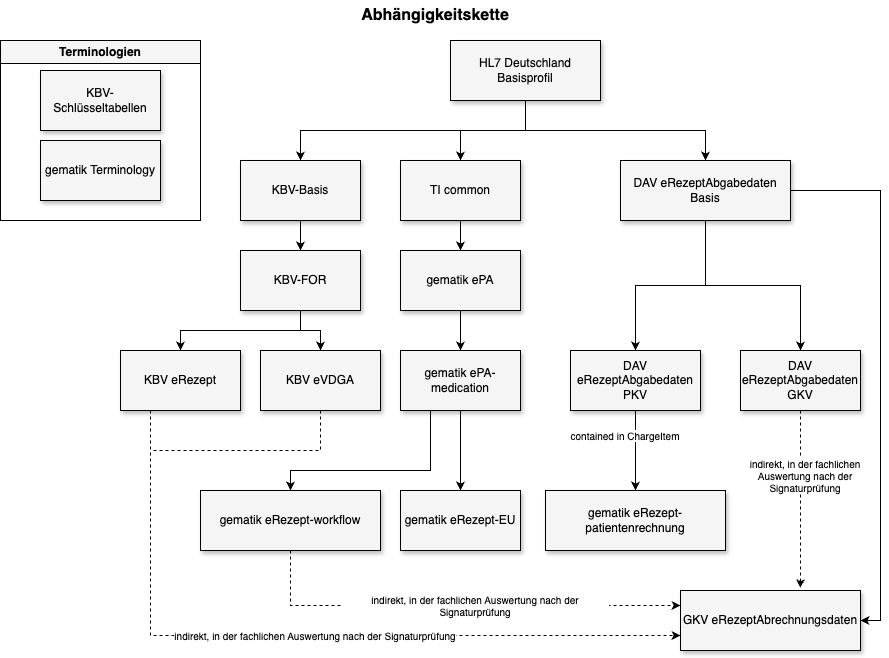 Abhängigkeitskette
Terminologien
KBV-
Schlüsseltabellen
gematik Terminology
HL7 Deutschland
Basisprofil
KBV-Basis
TI common
DAV eRezeptAbgabedaten
Basis
KBV-FOR
gematik ePA
KBV eRezept
KBV eVDGA
gematik ePA-
medication
DAV
eRezeptAbgabedaten
PKV
DAV
eRezeptAbgabedaten
GKV
contained in ChargeItem
indirekt, in der fachlichen
Auswertung nach der
Signaturprüfung
gematik eRezept-workflow
gematik eRezept-EU
gematik eRezept-
patientenrechnung
indirekt, in der fachlichen Auswertung nach der
Signaturprüfung
GKV eRezeptAbrechnungsdaten
indirekt, in der fachlichen Auswertung nach der Signaturprüfung